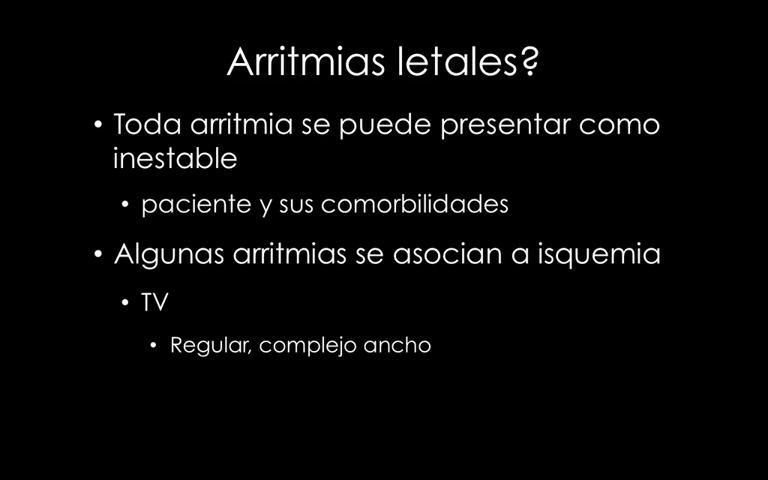 Arritmias letales?
• Toda arritmia se puede presentar como
inestable
• paciente y sus comorbilidades
• Algunas arritmias se asocian a isquemia
• TV
• Regular, complejo ancho